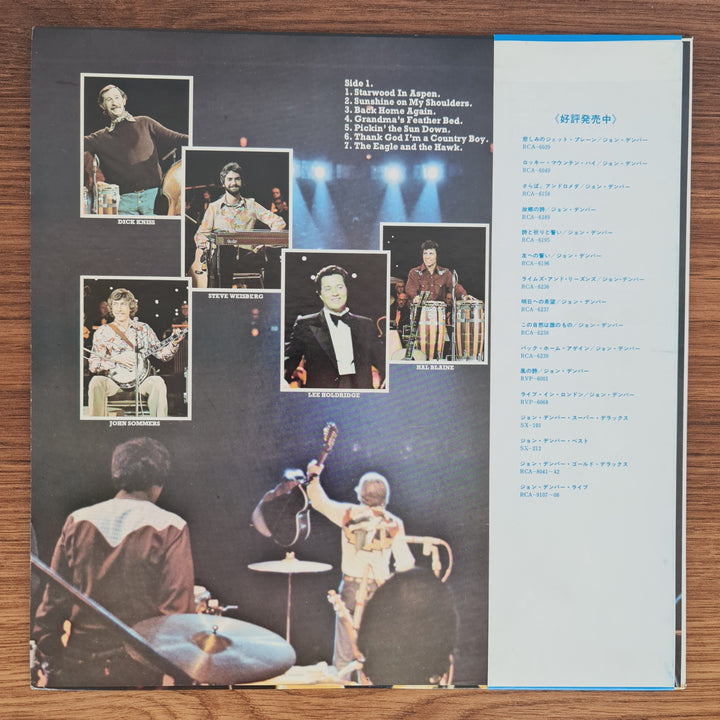 Side 1.
1. Starwood In Aspen.
2. Sunshine on My Shoulders.
3. Back Home Again.
4. Grandma's Feather Bed.
5. Pickin' the Sun Down.
6. Thank God I'm a Country Boy.
7. The Eagle and the Hawk.
DICK KNISS
STEVE WEISBERG
HAL BLAINE
LEE HOLDRIDGE
JOHN SOMMERS
《好評発売中》
悲しみのジェット・プレーン/ジョン・デンバー
RCA-6029
ロッキー・マウンテン・ハイ/ジョン・デンバー
RCA-6049
さらば、アンドロメダ/ジョン・デンバー
RCA-6158
故郷の詩/ジョン・デンバー
RCA-6189
詩と祈りと誓い/ジョン・デンバー
RCA-6195
友への誓い/ジョン・デンバー
RCA-6196
ライムズ・アンド・リーズンズ/ジョン・デンバー
RCA-6236
明日への希望/ジョン・デンバー
RCA-6237
この自然は誰のもの/ジョン・デンバー
RCA-6238
バック・ホーム・アゲイン/ジョン・デンバー
RCA-6239
風の詩/ジョン・デンバー
RVP-6001
ライブ・イン・ロンドン/ジョン・デンバー
RVP-6068
ジョン・デンバー・スーパー・デラックス
SX-101
ジョン・デンバー・ベスト
SX-212
ジョン・デンバー・ゴールド・デラックス
RCA-8041~42
ジョン・デンバー・ライブ
RCA-9107~08